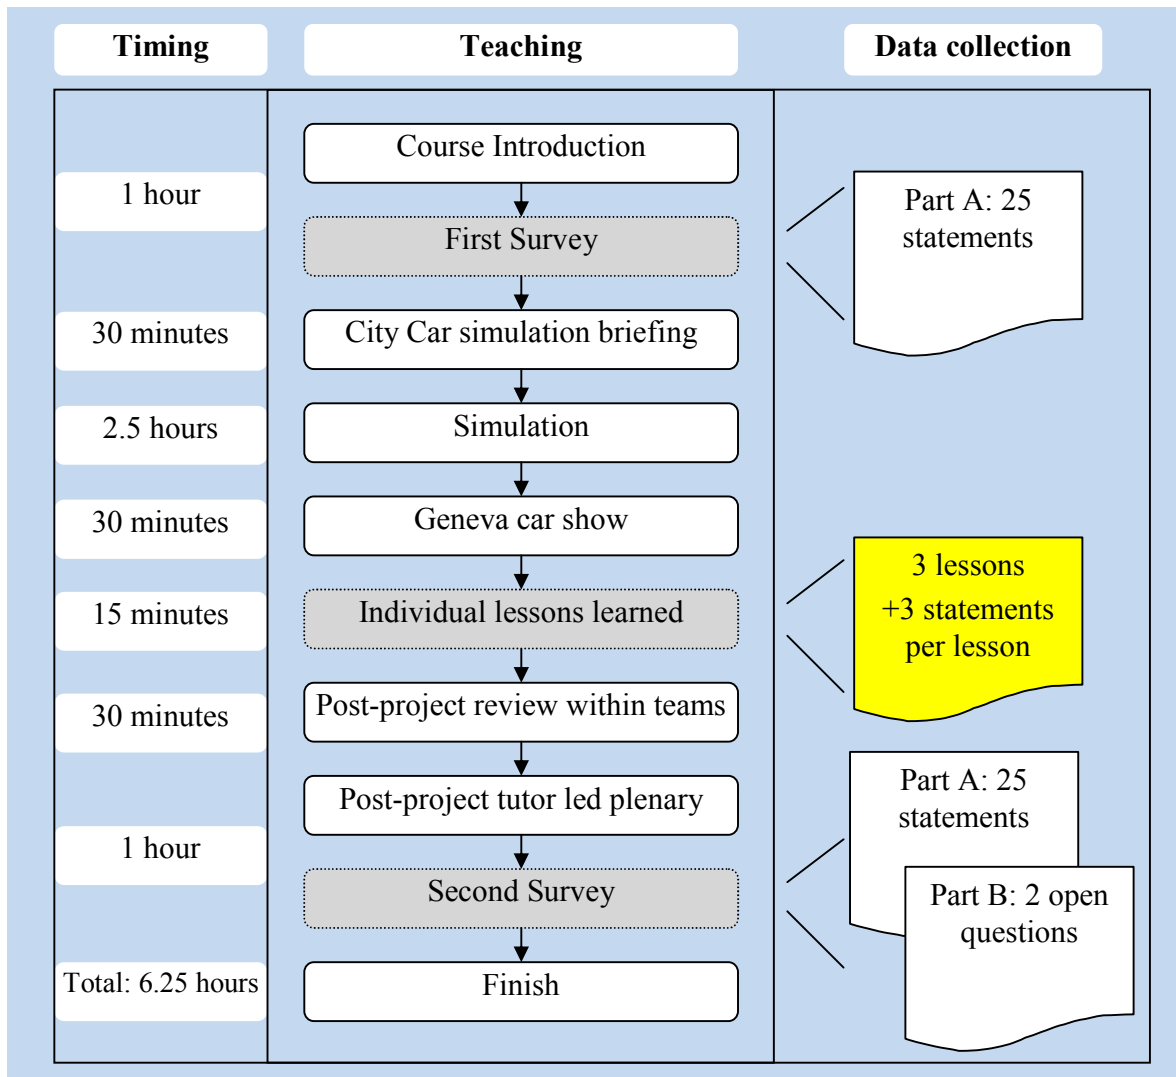 Timing
Teaching
Data collection
Course Introduction
1 hour
First Survey
Part A: 25
statements
30 minutes
City Car simulation briefing
2.5 hours
Simulation
30 minutes
Geneva car show
15 minutes
Individual lessons learned
3 lessons
+3 statements
per lesson
30 minutes
Post-project review within teams
Post-project tutor led plenary
1 hour
Second Survey
Part A: 25
statements
Part B: 2 open
questions
Total: 6.25 hours
Finish